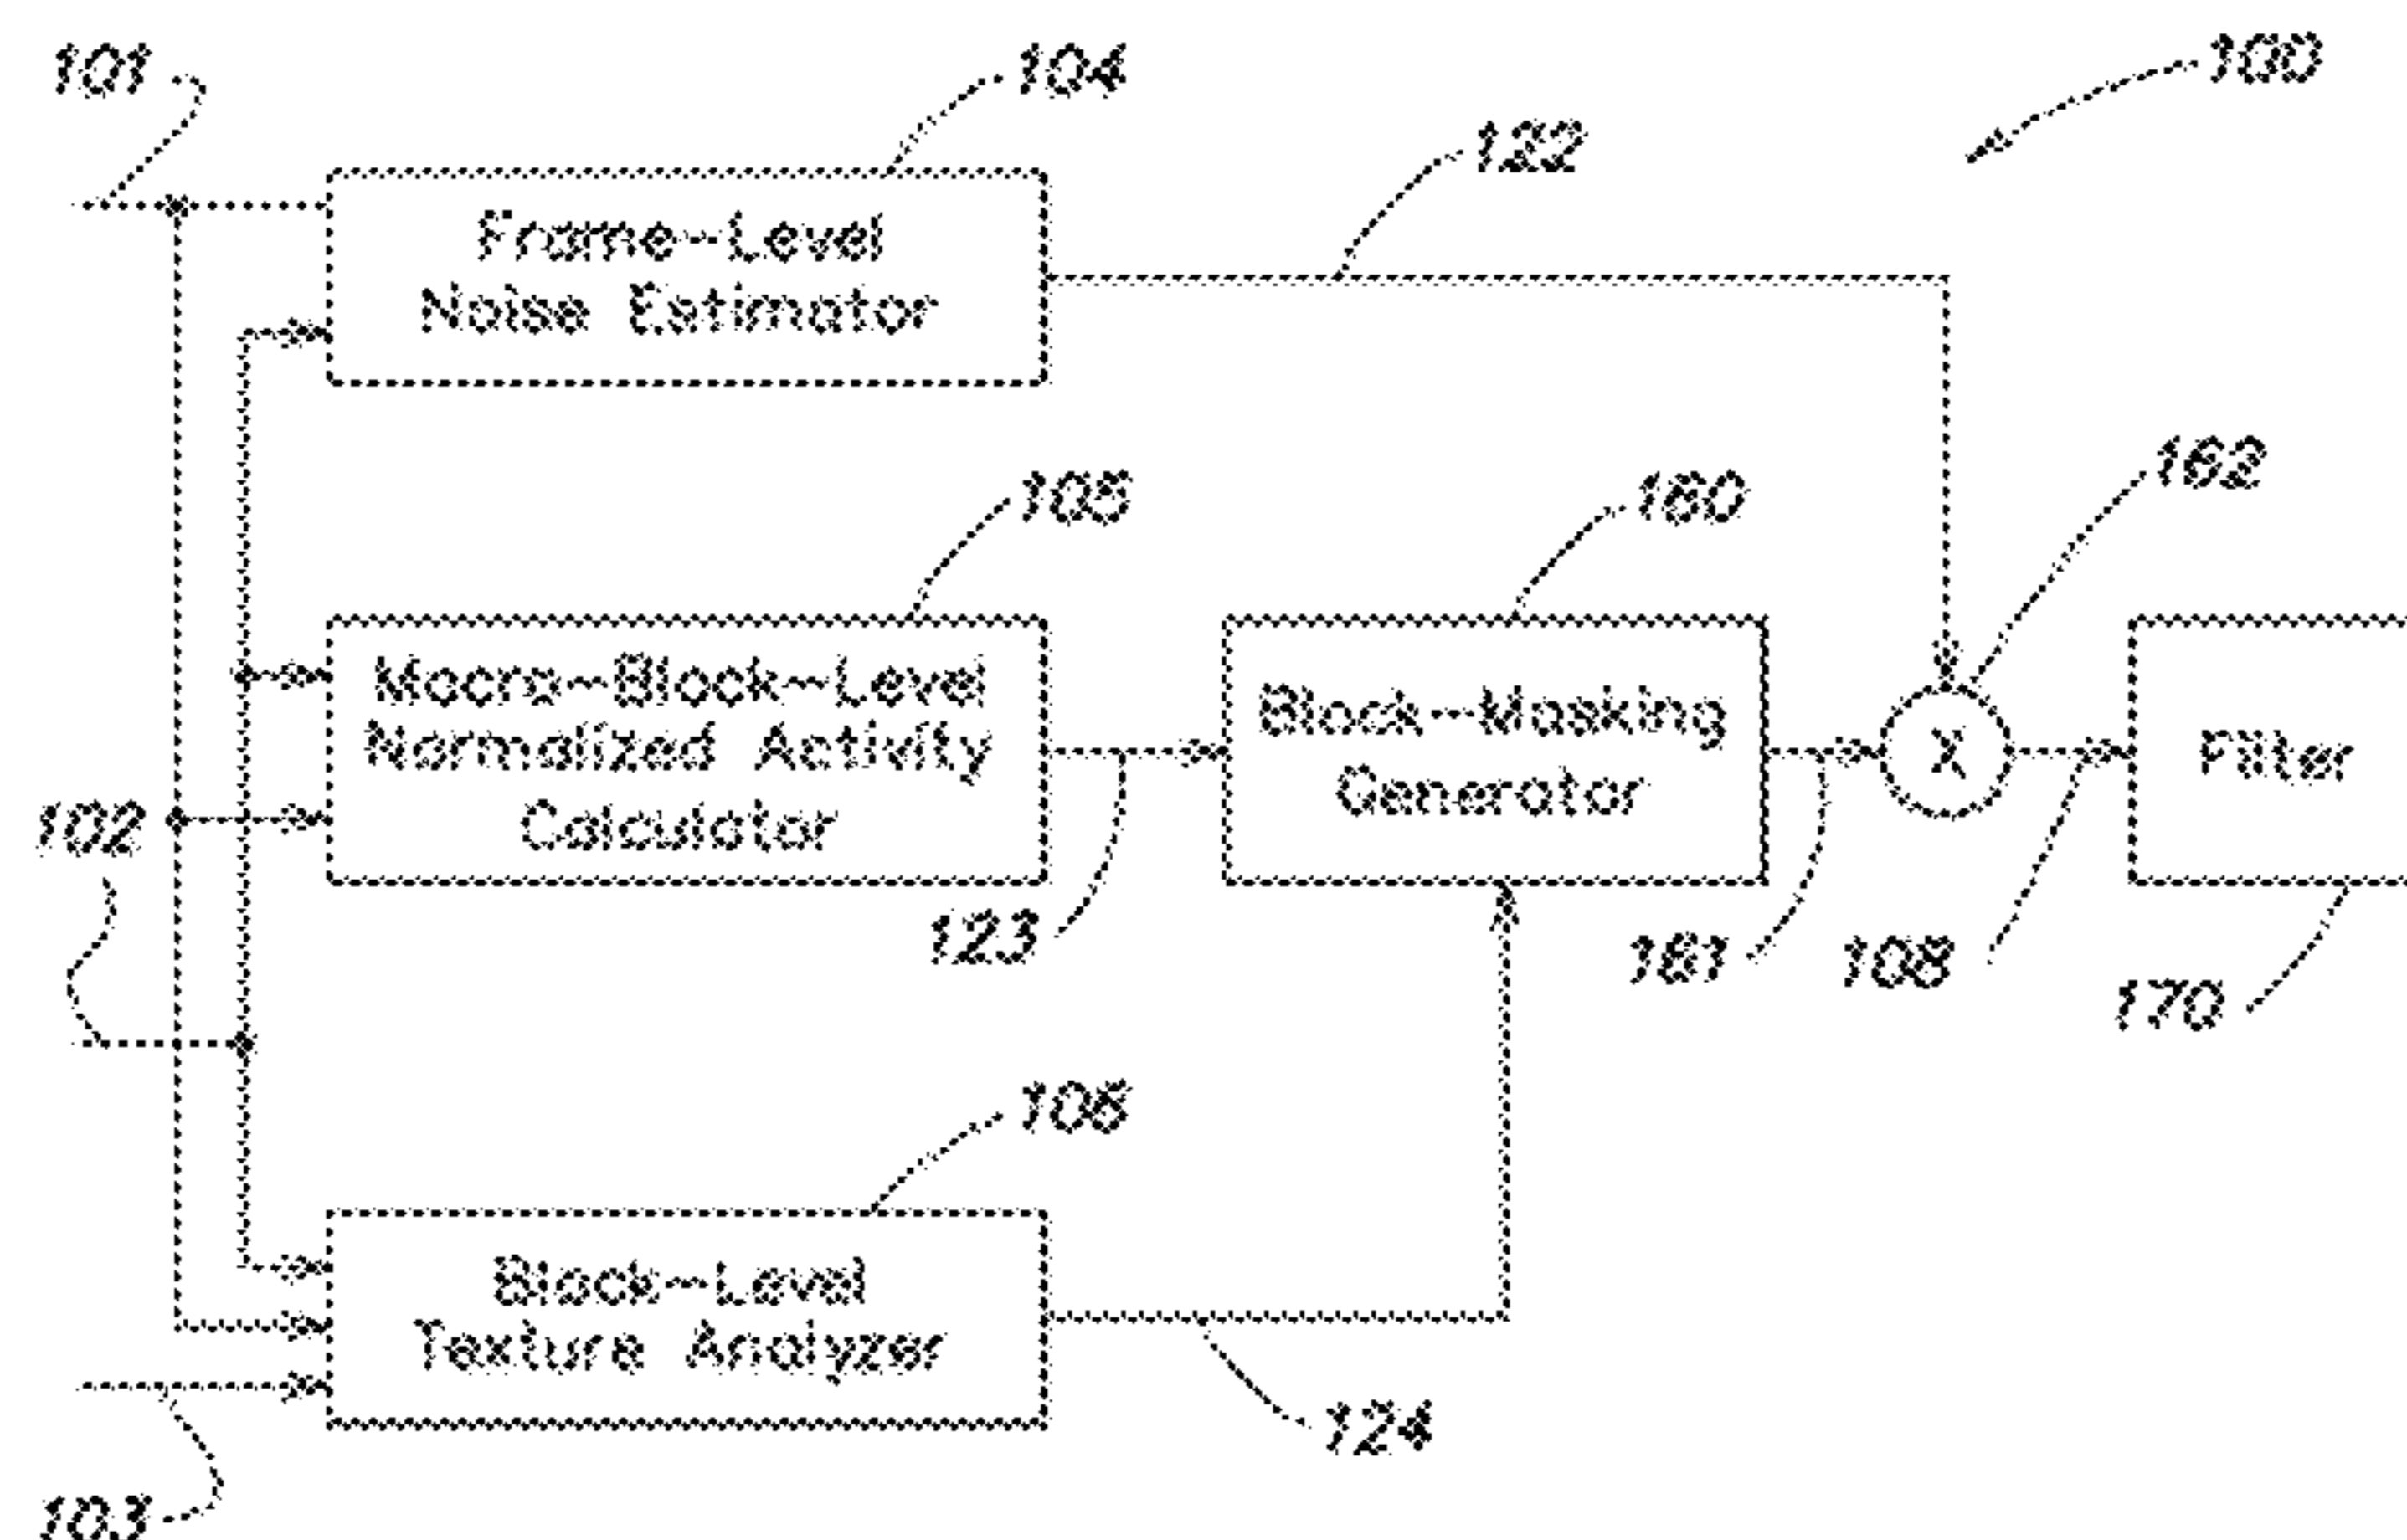 101
104
100
122
Frame-Level
Noise Estimator
105
160
162
Macro-Block-Level
Normalized Activity
Calculator
Block-Masking
Generator
X
Filter
102
123
161
108
170
106
Block-Level
Texture Analyzer
124
103